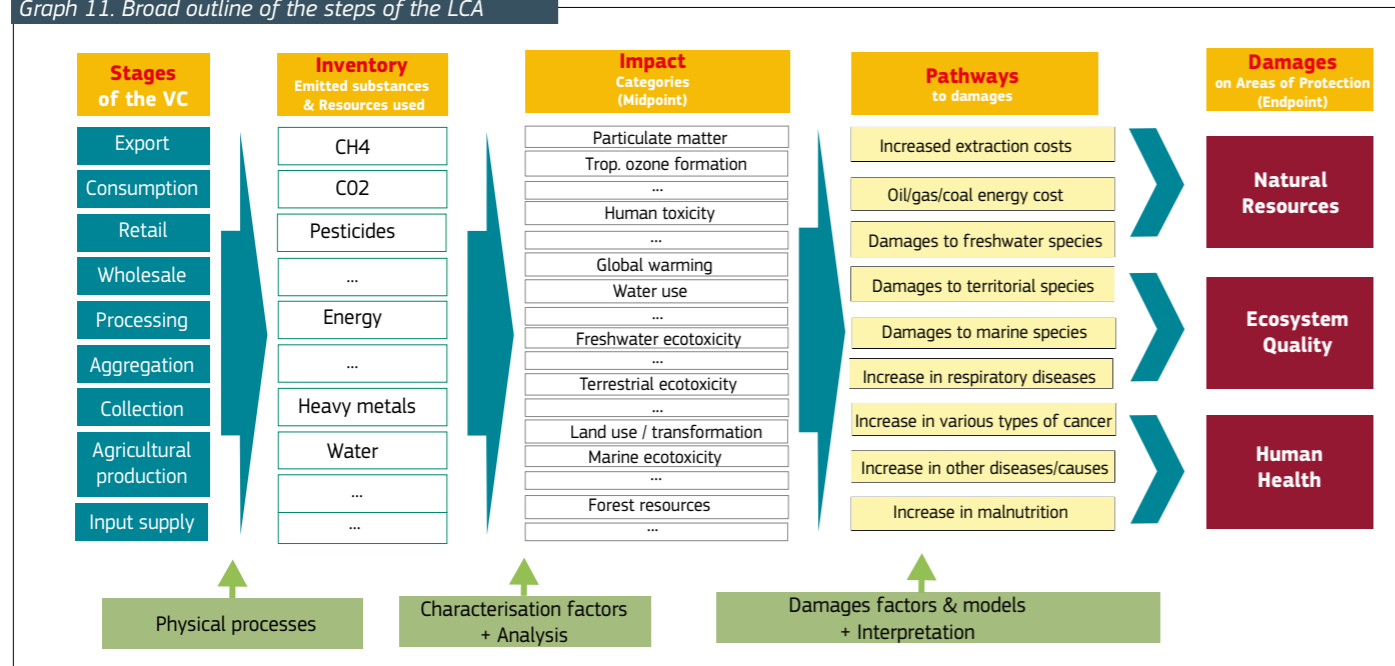 Graph 11. Broad outline of the steps of the LCA
Stages
of the VC
Export
Consumption
Retail
Wholesale
Processing
Aggregation
Collection
Agricultural
production
Input supply
Inventory
Emitted substances
& Resources used
CH4
CO2
Pesticides
...
Energy
...
Heavy metals
Water
...
...
Impact
Categories
(Midpoint)
Particulate matter
Trop. ozone formation
...
Human toxicity
...
Global warming
Water use
...
Freshwater ecotoxicity
...
Terrestrial ecotoxicity
...
Land use / transformation
Marine ecotoxicity
...
Forest resources
...
Pathways
to damages
Increased extraction costs
Oil/gas/coal energy cost
Damages to freshwater species
Damages to territorial species
Damages to marine species
Increase in respiratory diseases
Increase in various types of cancer
Increase in other diseases/causes
Increase in malnutrition
Damages
on Areas of Protection
(Endpoint)
Natural
Resources
Ecosystem
Quality
Human
Health
Physical processes
Characterisation factors
+ Analysis
Damages factors & models
+ Interpretation